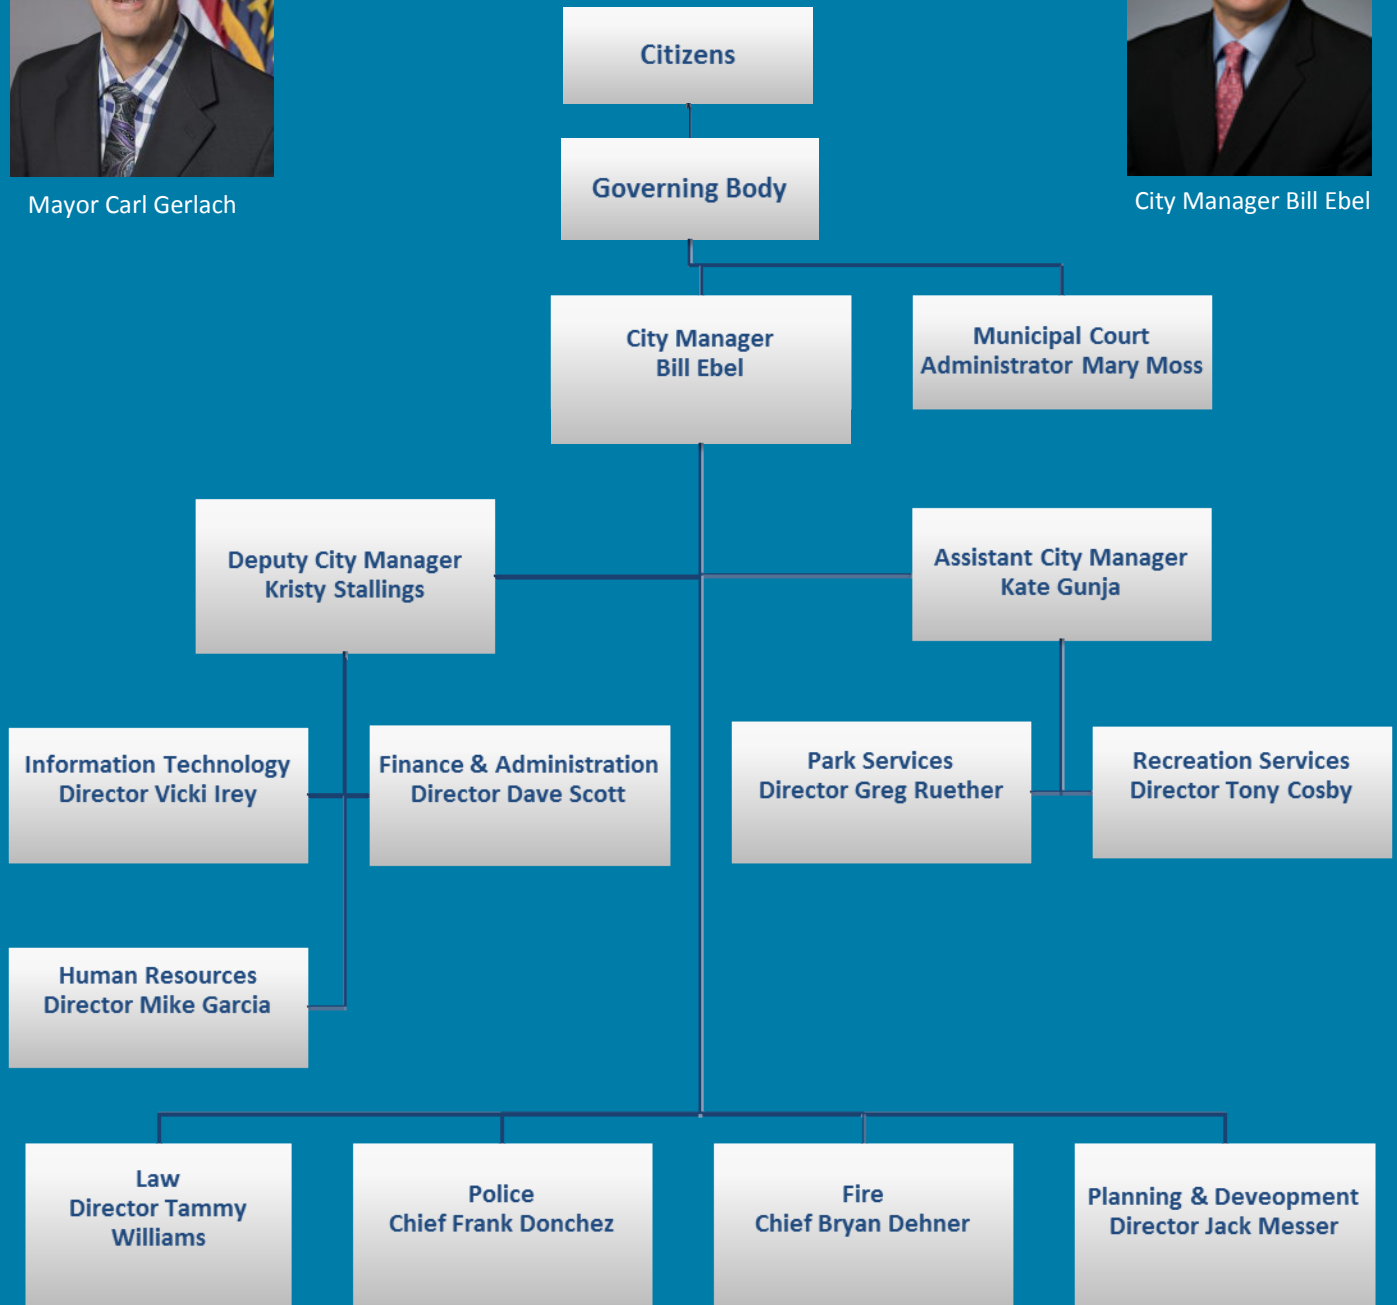 Citizens
Governing Body
Mayor Carl Gerlach
City Manager Bill Ebel
City Manager
Bill Ebel
Municipal Court
Administrator Mary Moss
Deputy City Manager
Kristy Stallings
Assistant City Manager
Kate Gunja
Information Technology
Director Vicki Irey
Finance & Administration
Director Dave Scott
Park Services
Director Greg Ruether
Recreation Services
Director Tony Cosby
Human Resources
Director Mike Garcia
Law
Director Tammy
Williams
Police
Chief Frank Donchez
Fire
Chief Bryan Dehner
Planning & Deveopment
Director Jack Messer